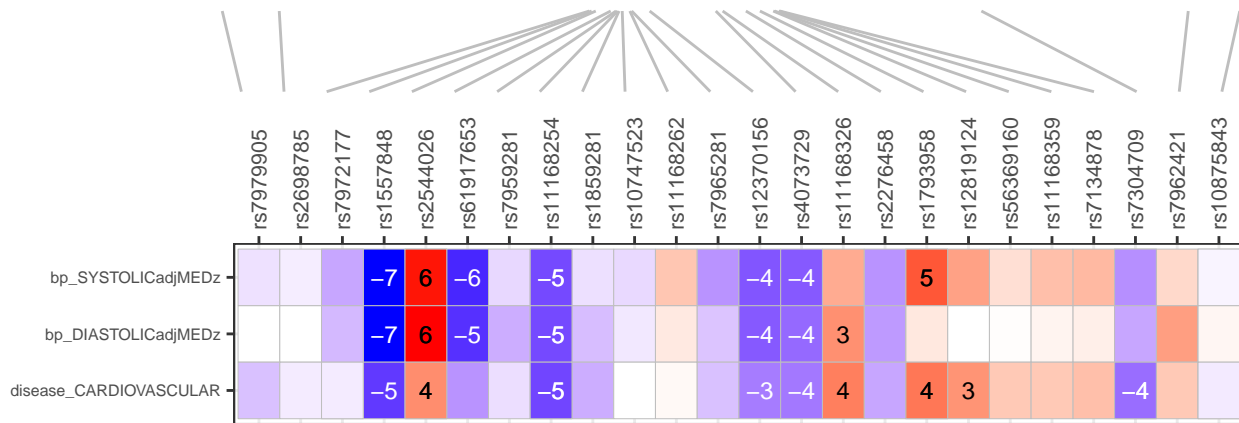 rs7979905 rs2698785 rs7972177 rs1557848 rs2544026 rs61917653 rs7959281 rs11168254 rs1859281 rs10747523 rs11168262 rs7965281 rs12370156 rs4073729 rs11168326 rs2276458 rs1793958 rs12819124 rs56369160 rs11168359 rs7134878 rs7304709 rs7962421 rs10875843
bp_SYSTOLICadjMEDz −7 6 −6 −5 −4 −4 5
bp_DIASTOLICadjMEDz −7 6 −5 −5 −4 −4 3
disease_CARDIOVASCULAR −5 4 −5 −3 −4 4 4 3 −4